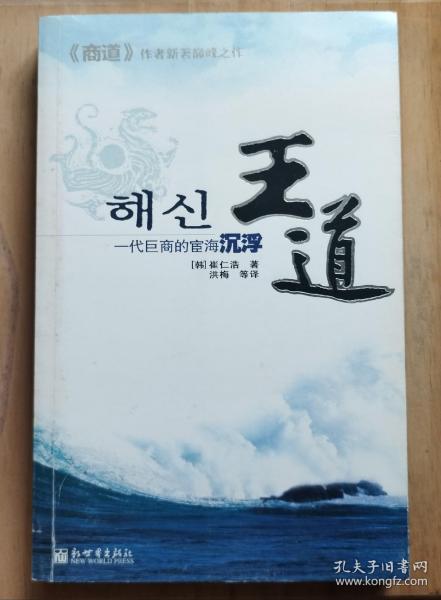 《商道》作者新著巅峰之作
해신
王道
一代巨商的宦海沉浮
[韩]崔仁浩 著
洪梅 等译
新世界出版社
NEW WORLD PRESS
孔夫子旧书网
www.kongfz.com